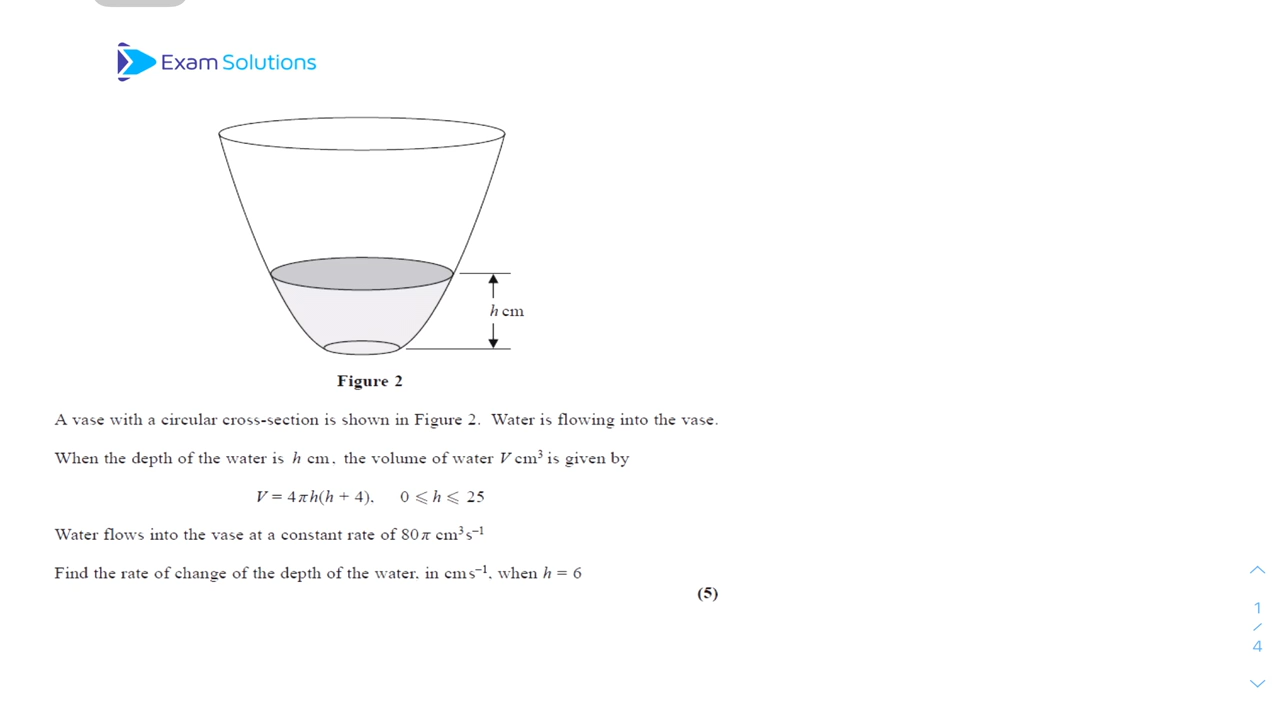 Exam Solutions
h cm
Figure 2
A vase with a circular cross-section is shown in Figure 2. Water is flowing into the vase.
When the depth of the water is h cm, the volume of water V cm³ is given by
V = 4πh(h + 4), 0 ⩽ h ⩽ 25
Water flows into the vase at a constant rate of 80π cm³s⁻¹
Find the rate of change of the depth of the water, in cms⁻¹, when h = 6
(5)
1
/
4